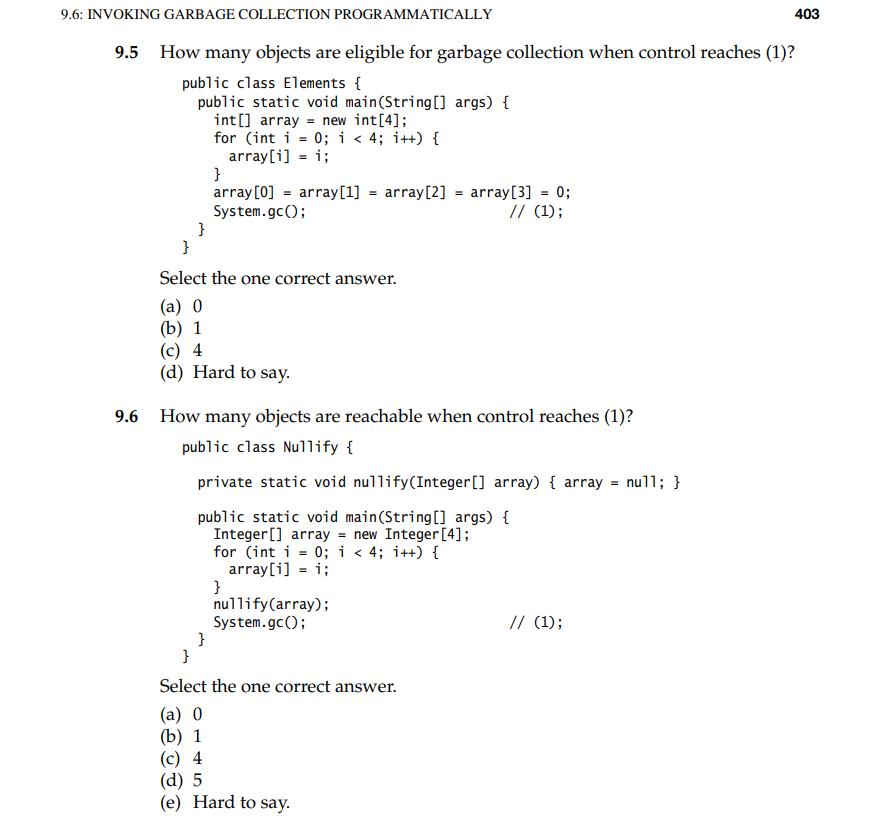 9.6: INVOKING GARBAGE COLLECTION PROGRAMMATICALLY 403
9.5 How many objects are eligible for garbage collection when control reaches (1)?
public class Elements {
public static void main(String[] args) {
int[] array = new int[4];
for (int i = 0; i < 4; i++) {
array[i] = i;
}
array[0] = array[1] = array[2] = array[3] = 0;
System.gc(); // (1);
}
}
Select the one correct answer.
(a) 0
(b) 1
(c) 4
(d) Hard to say.
9.6 How many objects are reachable when control reaches (1)?
public class Nullify {
private static void nullify(Integer[] array) { array = null; }
public static void main(String[] args) {
Integer[] array = new Integer[4];
for (int i = 0; i < 4; i++) {
array[i] = i;
}
nullify(array);
System.gc(); // (1);
}
}
Select the one correct answer.
(a) 0
(b) 1
(c) 4
(d) 5
(e) Hard to say.